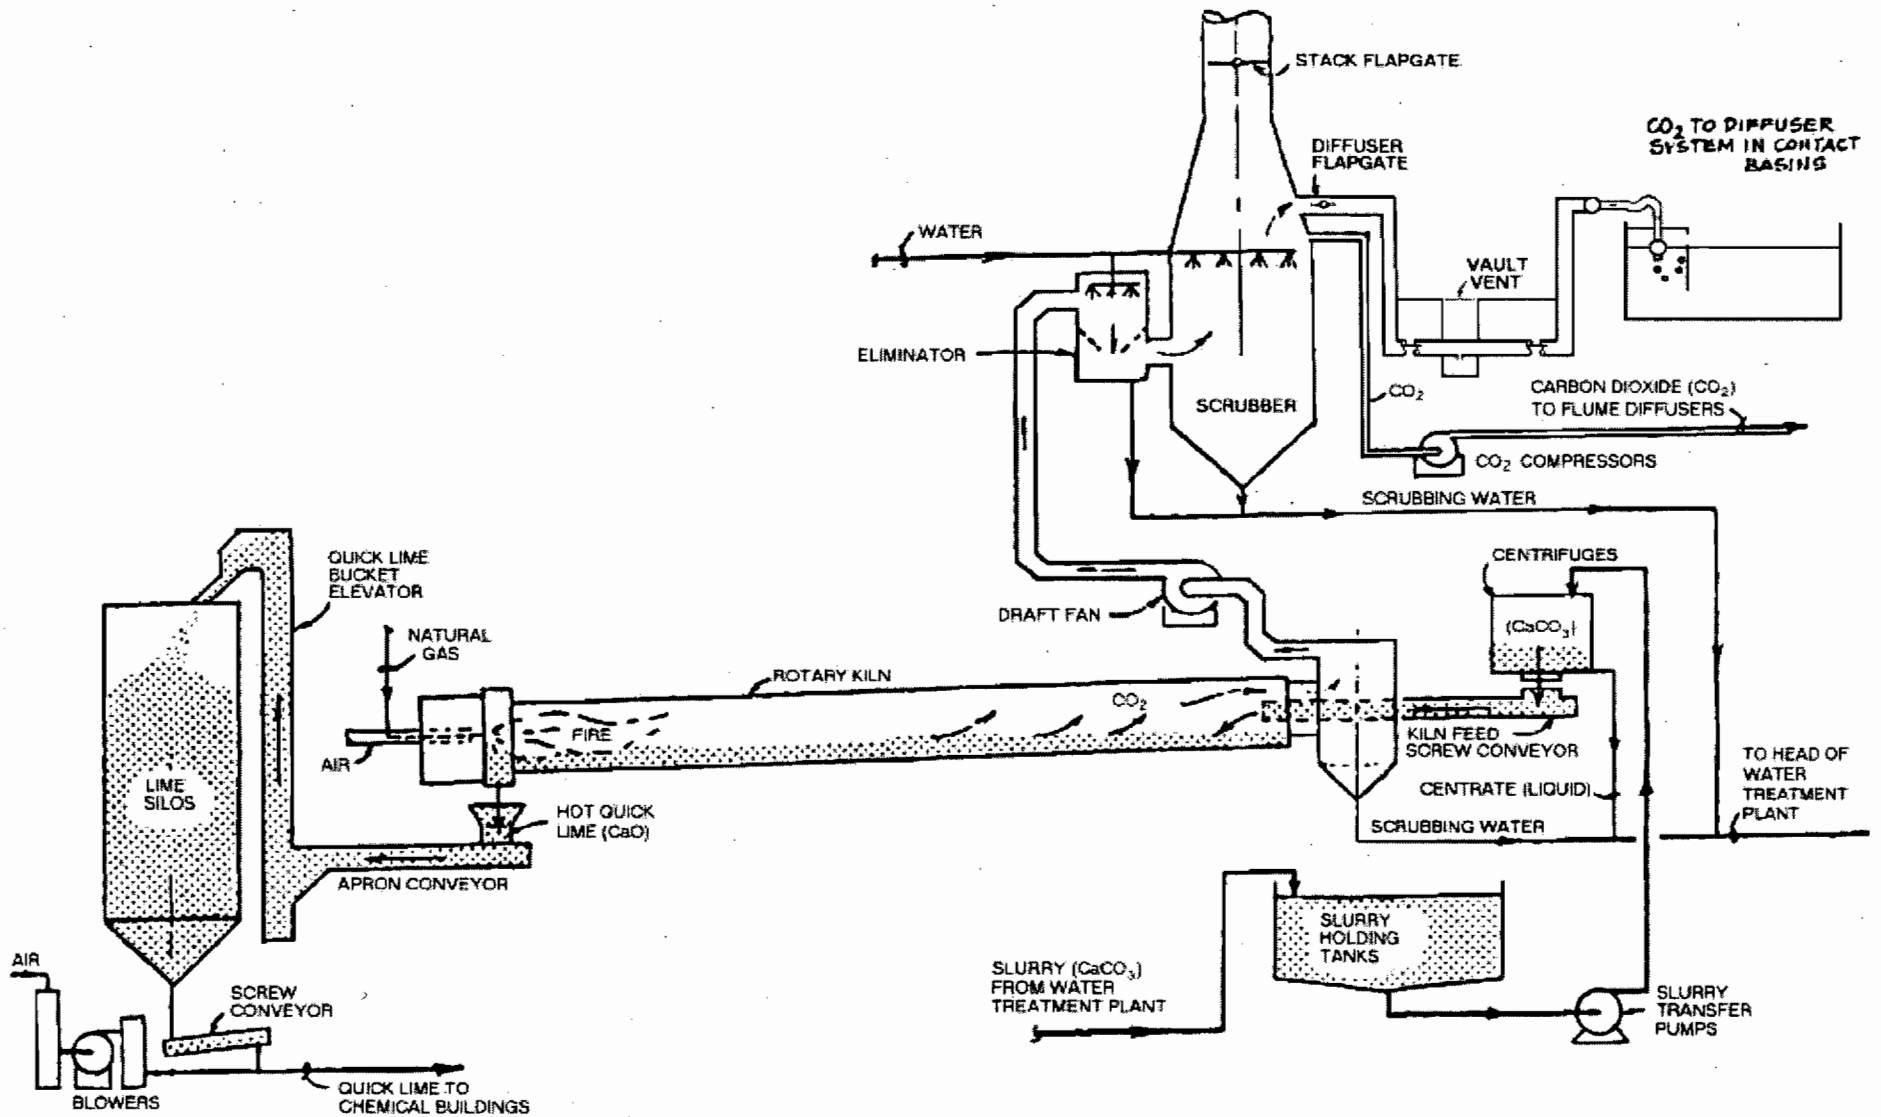 STACK FLAPGATE
CO₂ TO DIFFUSER
SYSTEM IN CONTACT
BASINS
DIFFUSER
FLAPGATE
WATER
VAULT
VENT
ELIMINATOR
SCRUBBER
CO₂
CARBON DIOXIDE (CO₂)
TO FLUME DIFFUSERS
CO₂ COMPRESSORS
SCRUBBING WATER
QUICK LIME
BUCKET
ELEVATOR
CENTRIFUGES
DRAFT FAN
(CaCO₃)
NATURAL
GAS
ROTARY KILN
CO₂
FIRE
AIR
KILN FEED
SCREW CONVEYOR
LIME
SILOS
HOT QUICK
LIME (CaO)
CENTRATE (LIQUID)
TO HEAD OF
WATER
TREATMENT
PLANT
SCRUBBING WATER
APRON CONVEYOR
SLURRY
HOLDING
TANKS
AIR
SCREW
CONVEYOR
SLURRY (CaCO₃)
FROM WATER
TREATMENT PLANT
SLURRY
TRANSFER
PUMPS
BLOWERS
QUICK LIME TO
CHEMICAL BUILDINGS